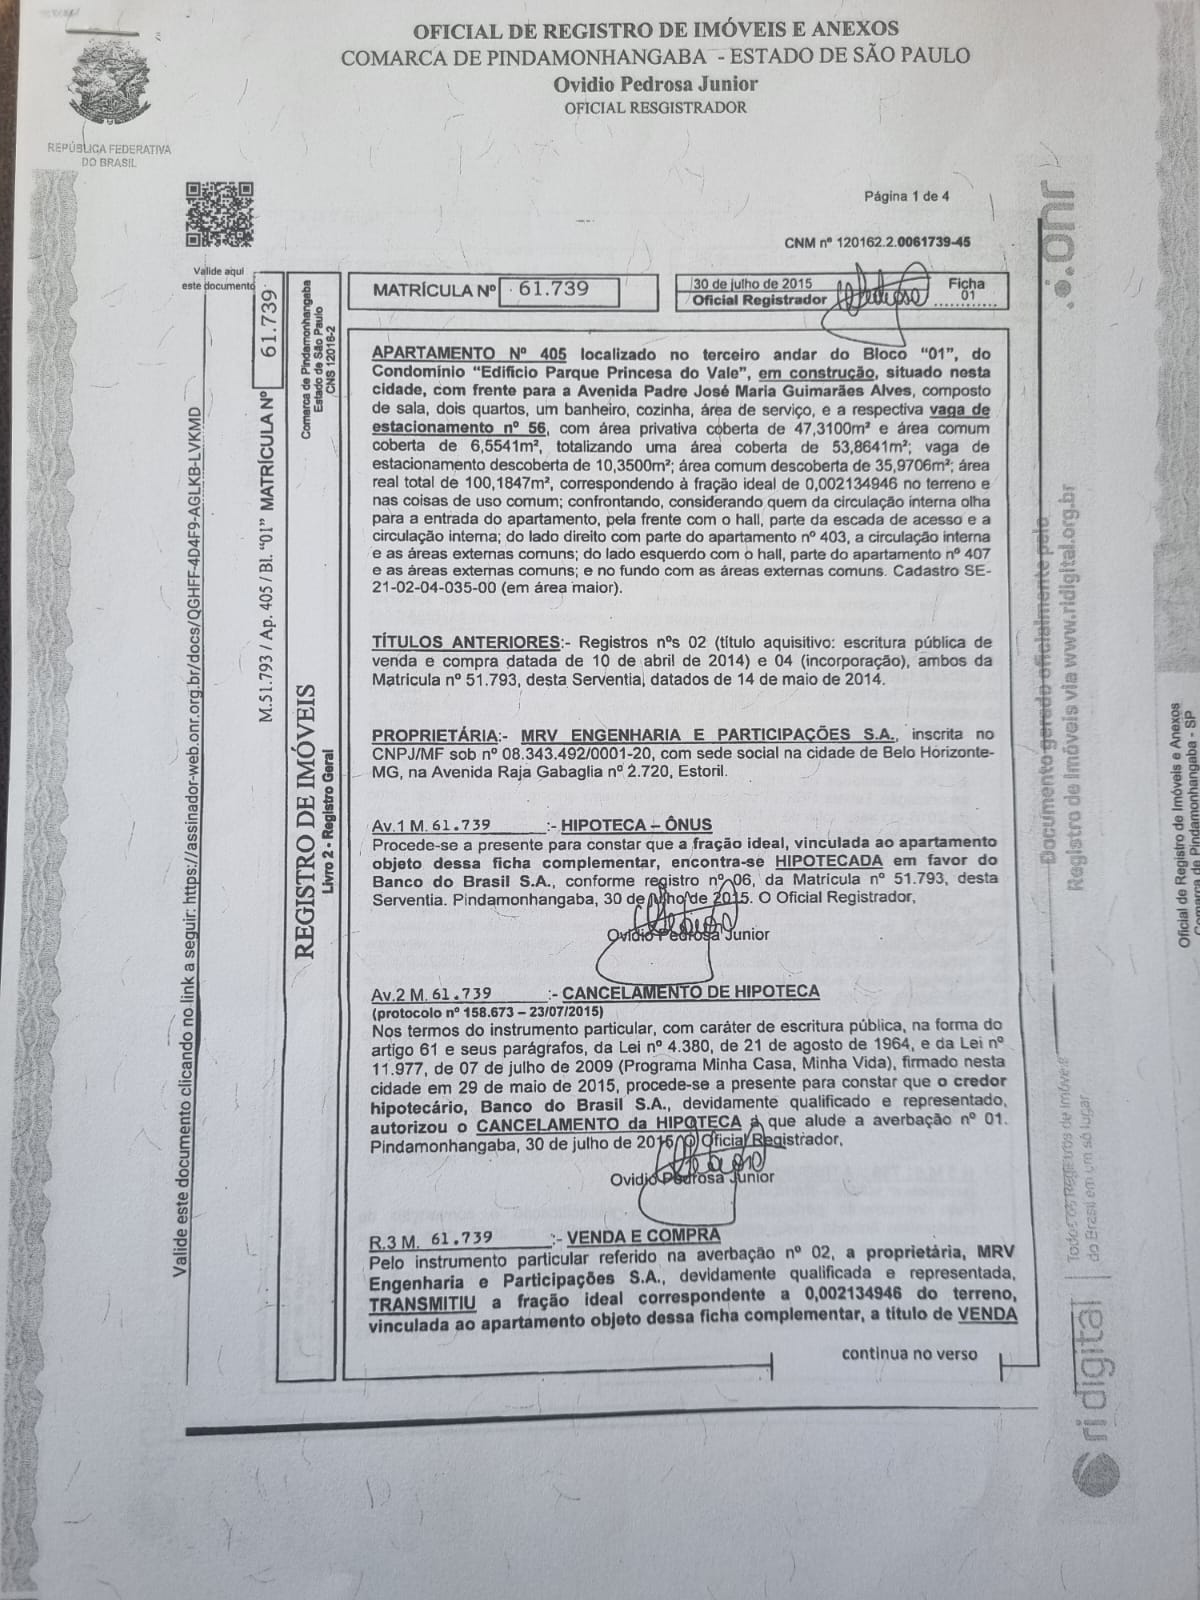 OFICIAL DE REGISTRO DE IMÓVEIS E ANEXOS
COMARCA DE PINDAMONHANGABA - ESTADO DE SÃO PAULO
Ovidio Pedrosa Junior
OFICIAL RESGISTRADOR
REPÚBLICA FEDERATIVA
DO BRASIL
Página 1 de 4
CNM nº 120162.2.0061739-45
Valide aqui
este documento
MATRÍCULA Nº 61.739
30 de julho de 2015
Oficial Registrador
Ficha
01
APARTAMENTO Nº 405 localizado no terceiro andar do Bloco "01", do
Condomínio "Edifício Parque Princesa do Vale", em construção, situado nesta
cidade, com frente para a Avenida Padre José Maria Guimarães Alves, composto
de sala, dois quartos, um banheiro, cozinha, área de serviço, e a respectiva vaga de
estacionamento nº 56, com área privativa coberta de 47,3100m² e área comum
coberta de 6,5541m², totalizando uma área coberta de 53,8641m²; vaga de
estacionamento descoberta de 10,3500m²; área comum descoberta de 35,9706m²; área
real total de 100,1847m², correspondendo à fração ideal de 0,002134946 no terreno e
nas coisas de uso comum; confrontando, considerando quem da circulação interna olha
para a entrada do apartamento, pela frente com o hall, parte da escada de acesso e a
circulação interna; do lado direito com parte do apartamento nº 403, a circulação interna
e as áreas externas comuns; do lado esquerdo com o hall, parte do apartamento nº 407
e as áreas externas comuns; e no fundo com as áreas externas comuns. Cadastro SE-
21-02-04-035-00 (em área maior).
TÍTULOS ANTERIORES:- Registros nºs 02 (título aquisitivo: escritura pública de
venda e compra datada de 10 de abril de 2014) e 04 (incorporação), ambos da
Matricula nº 51.793, desta Serventia, datados de 14 de maio de 2014.
PROPRIETÁRIA:- MRV ENGENHARIA E PARTICIPAÇÕES S.A., inscrita no
CNPJ/MF sob nº 08.343.492/0001-20, com sede social na cidade de Belo Horizonte-
MG, na Avenida Raja Gabaglia nº 2.720, Estoril.
Av.1 M. 61.739 :- HIPOTECA – ÔNUS
Procede-se a presente para constar que a fração ideal, vinculada ao apartamento
objeto dessa ficha complementar, encontra-se HIPOTECADA em favor do
Banco do Brasil S.A., conforme registro nº 06, da Matricula nº 51.793, desta
Serventia. Pindamonhangaba, 30 de julho de 2015. O Oficial Registrador,
Ovidio Pedrosa Junior
Av.2 M. 61.739 :- CANCELAMENTO DE HIPOTECA
(protocolo nº 158.673 – 23/07/2015)
Nos termos do instrumento particular, com caráter de escritura pública, na forma do
artigo 61 e seus parágrafos, da Lei nº 4.380, de 21 de agosto de 1964, e da Lei nº
11.977, de 07 de julho de 2009 (Programa Minha Casa, Minha Vida), firmado nesta
cidade em 29 de maio de 2015, procede-se a presente para constar que o credor
hipotecário, Banco do Brasil S.A., devidamente qualificado e representado,
autorizou o CANCELAMENTO da HIPOTECA a que alude a averbação nº 01.
Pindamonhangaba, 30 de julho de 2015. O Oficial Registrador,
Ovidio Pedrosa Junior
R.3 M. 61.739 :- VENDA E COMPRA
Pelo instrumento particular referido na averbação nº 02, a proprietária, MRV
Engenharia e Participações S.A., devidamente qualificada e representada,
TRANSMITIU a fração ideal correspondente a 0,002134946 do terreno,
vinculada ao apartamento objeto dessa ficha complementar, a título de VENDA
continua no verso
Valide este documento clicando no link a seguir: https://assinador-web.onr.org.br/docs/QGHFF-4D4F9-AGLKB-LVKMD
M.51.793 / Ap. 405 / Bl. "01" MATRÍCULA Nº 61.739
REGISTRO DE IMÓVEIS
Livro 2 - Registro Geral
Comarca de Pindamonhangaba
Estado de São Paulo
CNS 12016-2
.onr
Documento gerado oficialmente pelo
Registro de Imóveis via www.ridigital.org.br
Todos os Registros de Imóveis
do Brasil em um só lugar
ri digital
Oficial de Registro de Imóveis e Anexos
Comarca de Pindamonhangaba - SP